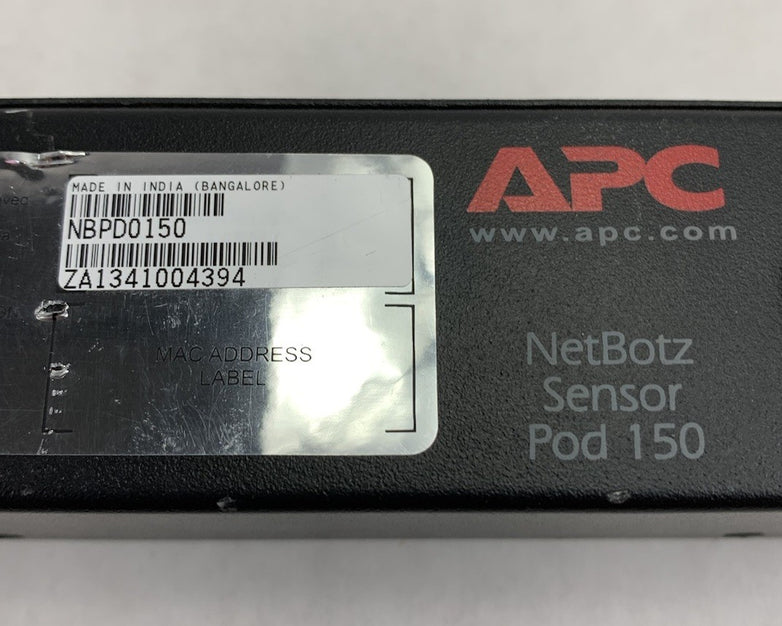 MADE IN INDIA (BANGALORE)
NBPD0150
ZA1341004394
MAC ADDRESS
LABEL
APC
www.apc.com
NetBotz
Sensor
Pod 150